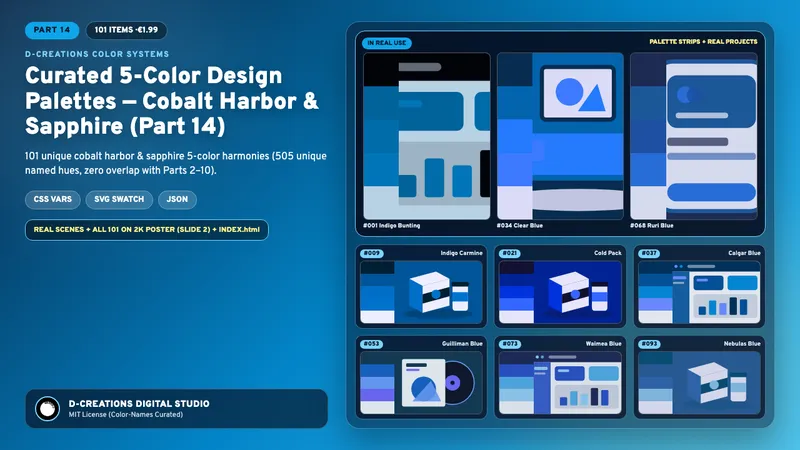 PART 14
101 ITEMS ·€1.99
D-CREATIONS COLOR SYSTEMS
Curated 5-Color Design
Palettes — Cobalt Harbor &
Sapphire (Part 14)
101 unique cobalt harbor & sapphire 5-color harmonies (505 unique
named hues, zero overlap with Parts 2–10).
CSS VARS
SVG SWATCH
JSON
REAL SCENES + ALL 101 ON 2K POSTER (SLIDE 2) + INDEX.html
D-CREATIONS DIGITAL STUDIO
MIT License (Color-Names Curated)
IN REAL USE
PALETTE STRIPS + REAL PROJECTS
#001 Indigo Bunting
#034 Clear Blue
#068 Ruri Blue
#009
Indigo Carmine
#021
Cold Pack
#037
Calgar Blue
#053
Guilliman Blue
#073
Waimea Blue
#093
Nebulas Blue